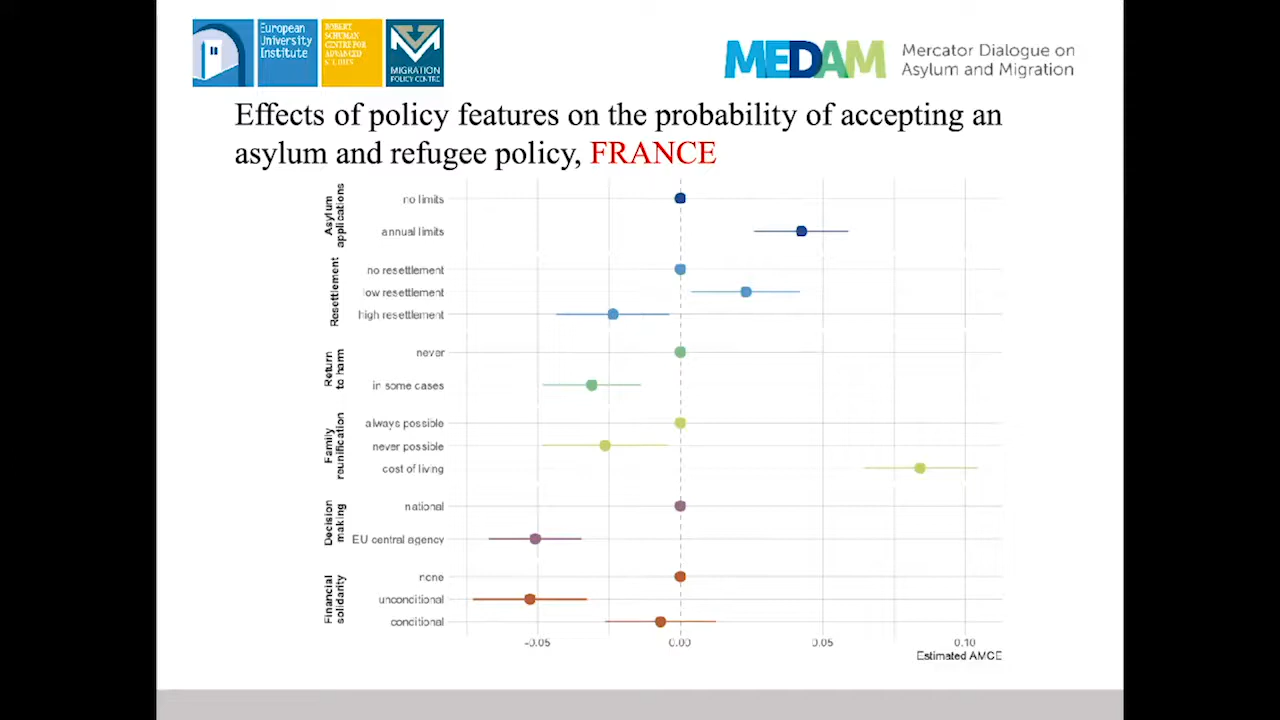 European
University
Institute
ROBERT
SCHUMAN
CENTRE FOR
ADVANCED
STUDIES
MIGRATION
POLICY CENTRE
MEDAM
Mercator Dialogue on
Asylum and Migration
Effects of policy features on the probability of accepting an
asylum and refugee policy, FRANCE
Asylum
applications
no limits
annual limits
Resettlement
no resettlement
low resettlement
high resettlement
Return
to harm
never
in some cases
Family
reunification
always possible
never possible
cost of living
Decision
making
national
EU central agency
Financial
solidarity
none
unconditional
conditional
-0.05 0.00 0.05 0.10
Estimated AMCE